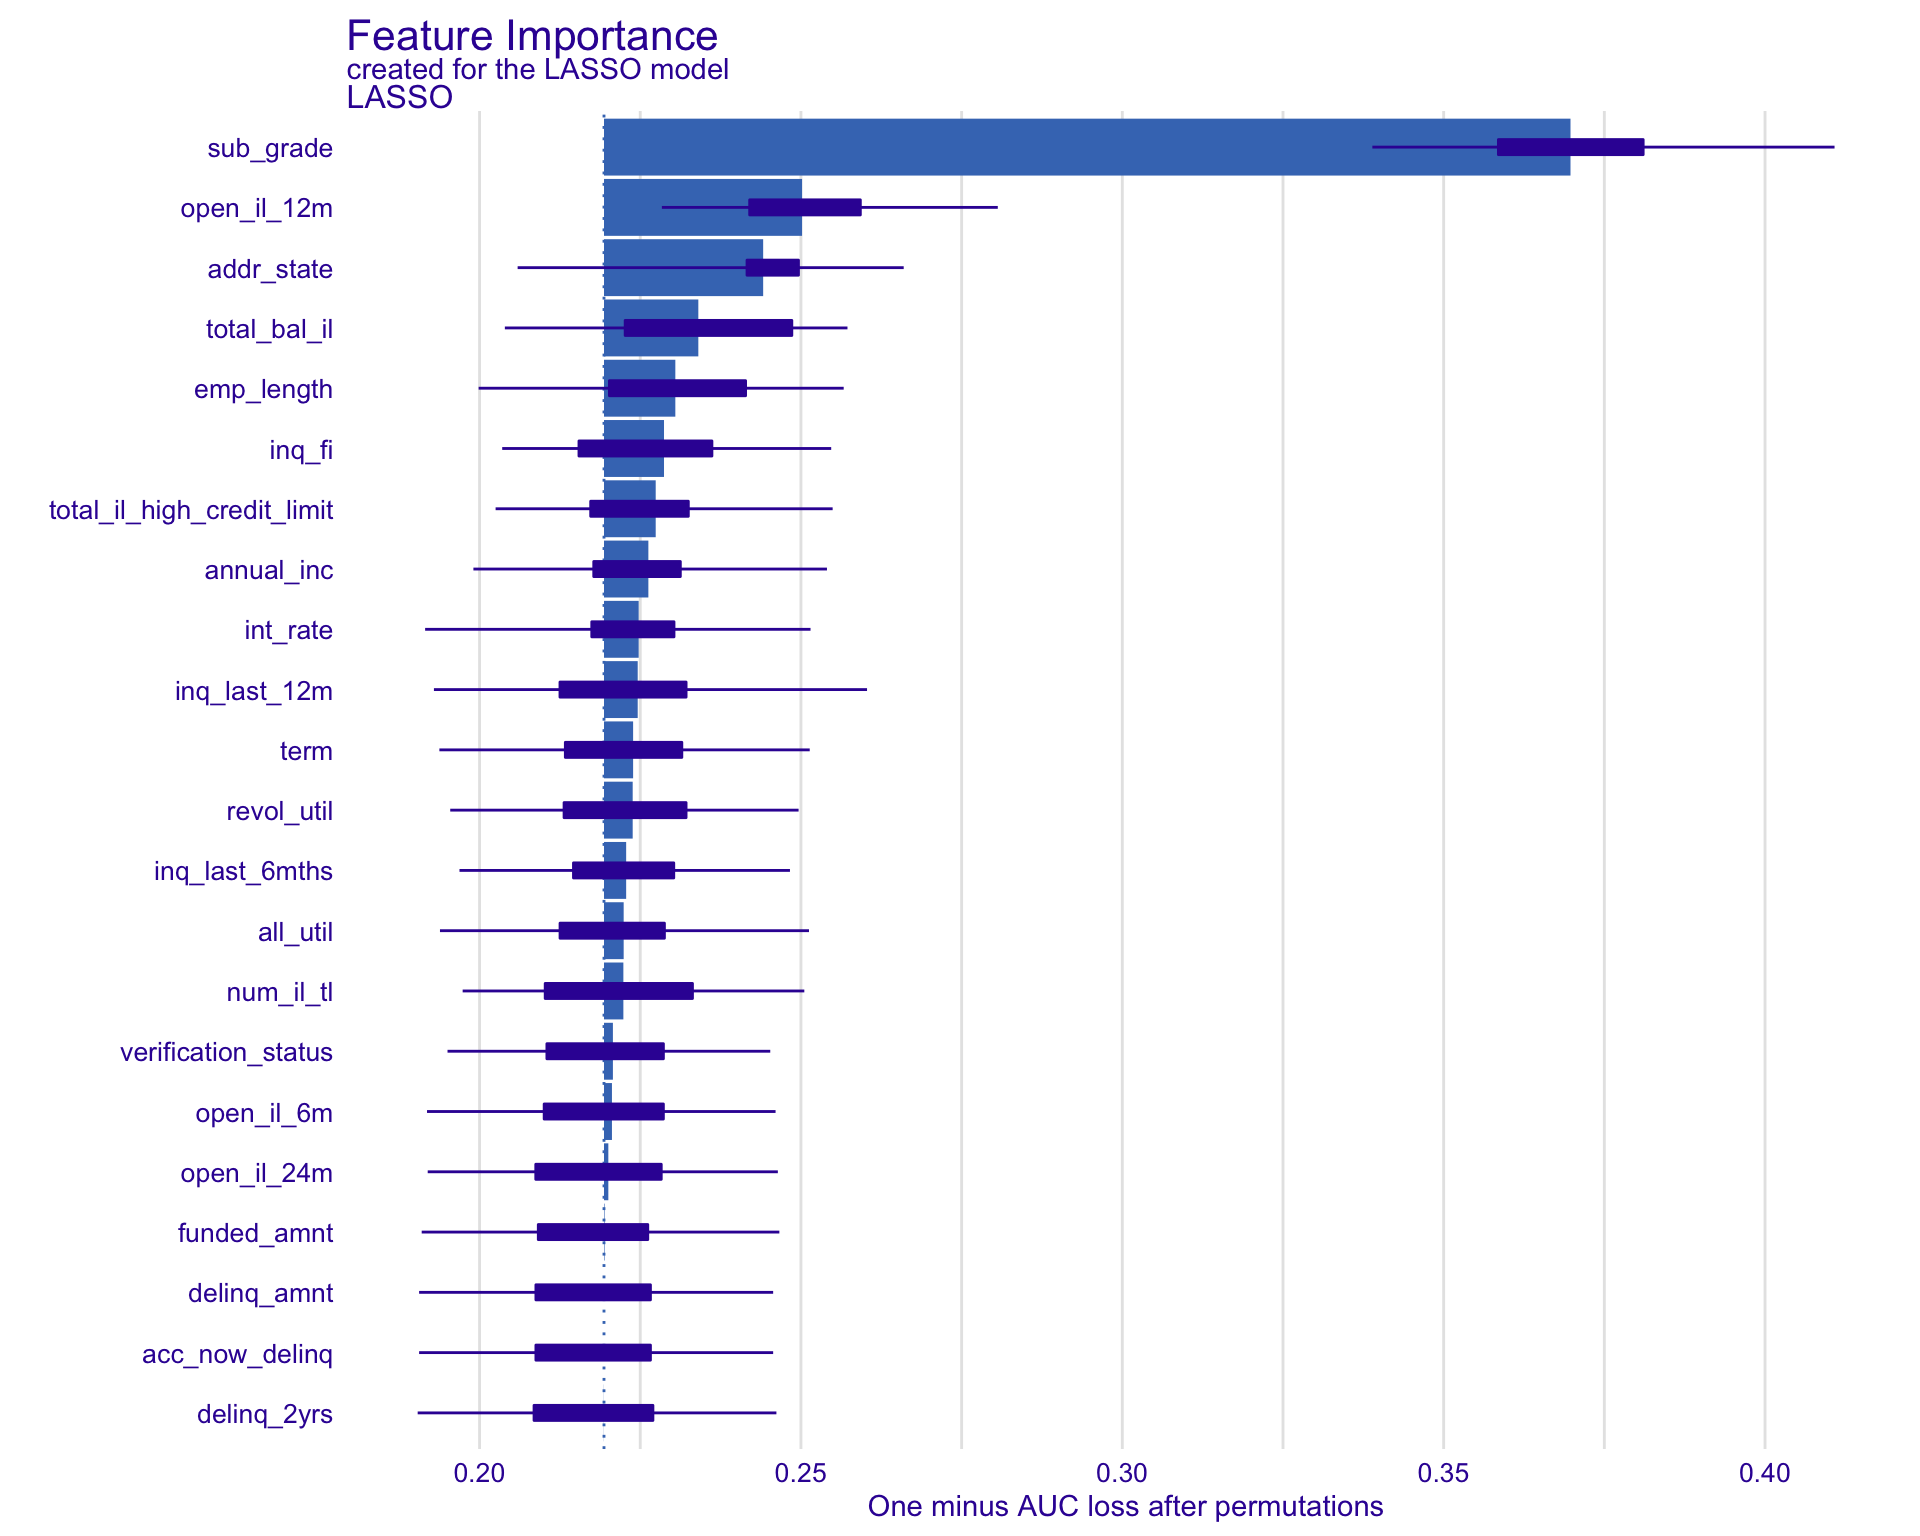 Feature Importance
created for the LASSO model
LASSO
sub_grade
open_il_12m
addr_state
total_bal_il
emp_length
inq_fi
total_il_high_credit_limit
annual_inc
int_rate
inq_last_12m
term
revol_util
inq_last_6mths
all_util
num_il_tl
verification_status
open_il_6m
open_il_24m
funded_amnt
delinq_amnt
acc_now_delinq
delinq_2yrs
0.20 0.25 0.30 0.35 0.40
One minus AUC loss after permutations